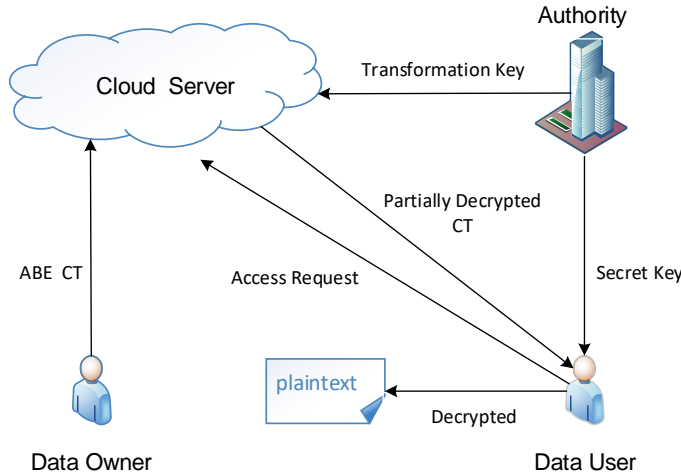 Authority
Cloud Server
Transformation Key
Partially Decrypted
CT
ABE CT
Access Request
Secret Key
plaintext
Decrypted
Data Owner
Data User